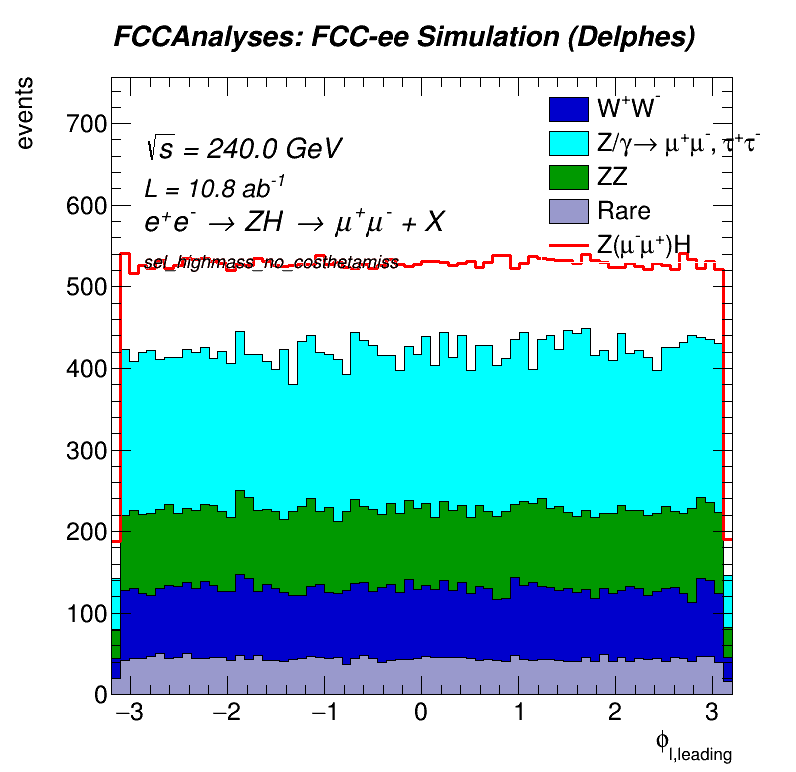 FCCAnalyses: FCC-ee Simulation (Delphes)
events
√s = 240.0 GeV
L = 10.8 ab⁻¹
e⁺e⁻ → ZH → μ⁺μ⁻ + X
sel_highmass_no_costhetamiss
W⁺W⁻
Z/γ→ μ⁺μ⁻, τ⁺τ⁻
ZZ
Rare
Z(μ⁻μ⁺)H
700
600
500
400
300
200
100
0
−3 −2 −1 0 1 2 3
ϕ_l,leading